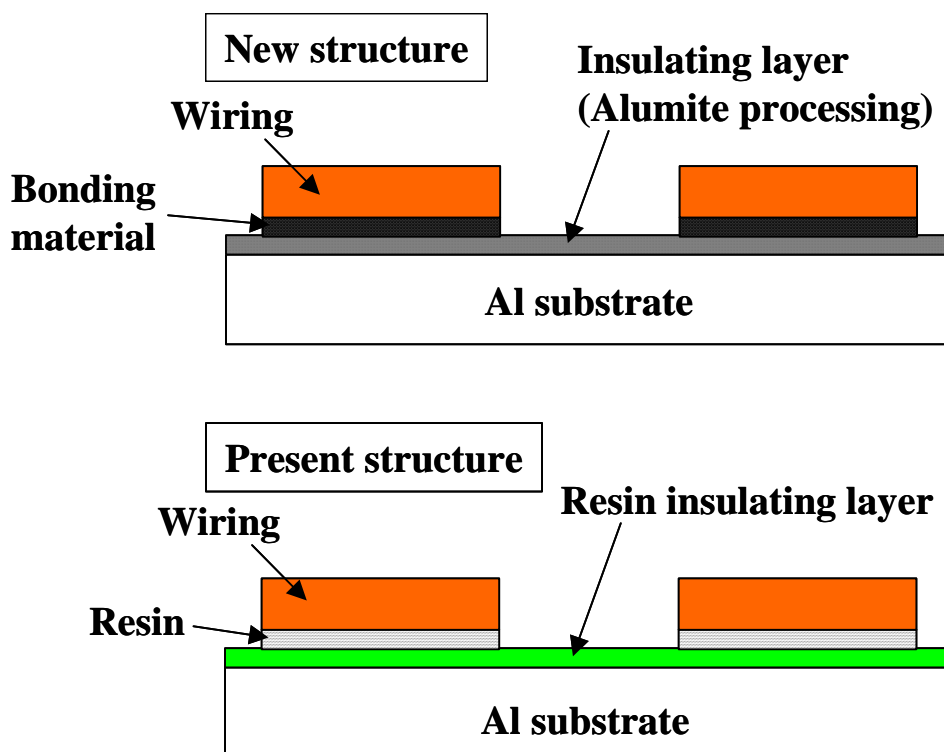 New structure
Insulating layer
(Alumite processing)
Wiring
Bonding
material
Al substrate
Present structure
Resin insulating layer
Wiring
Resin
Al substrate